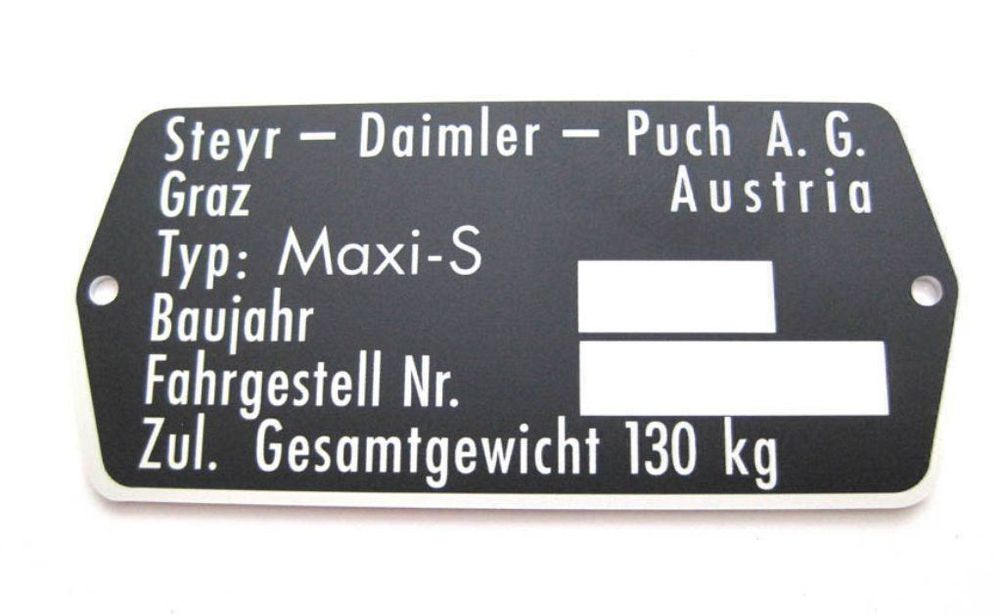 Steyr – Daimler – Puch A. G.
Graz Austria
Typ: Maxi-S
Baujahr
Fahrgestell Nr.
Zul. Gesamtgewicht 130 kg